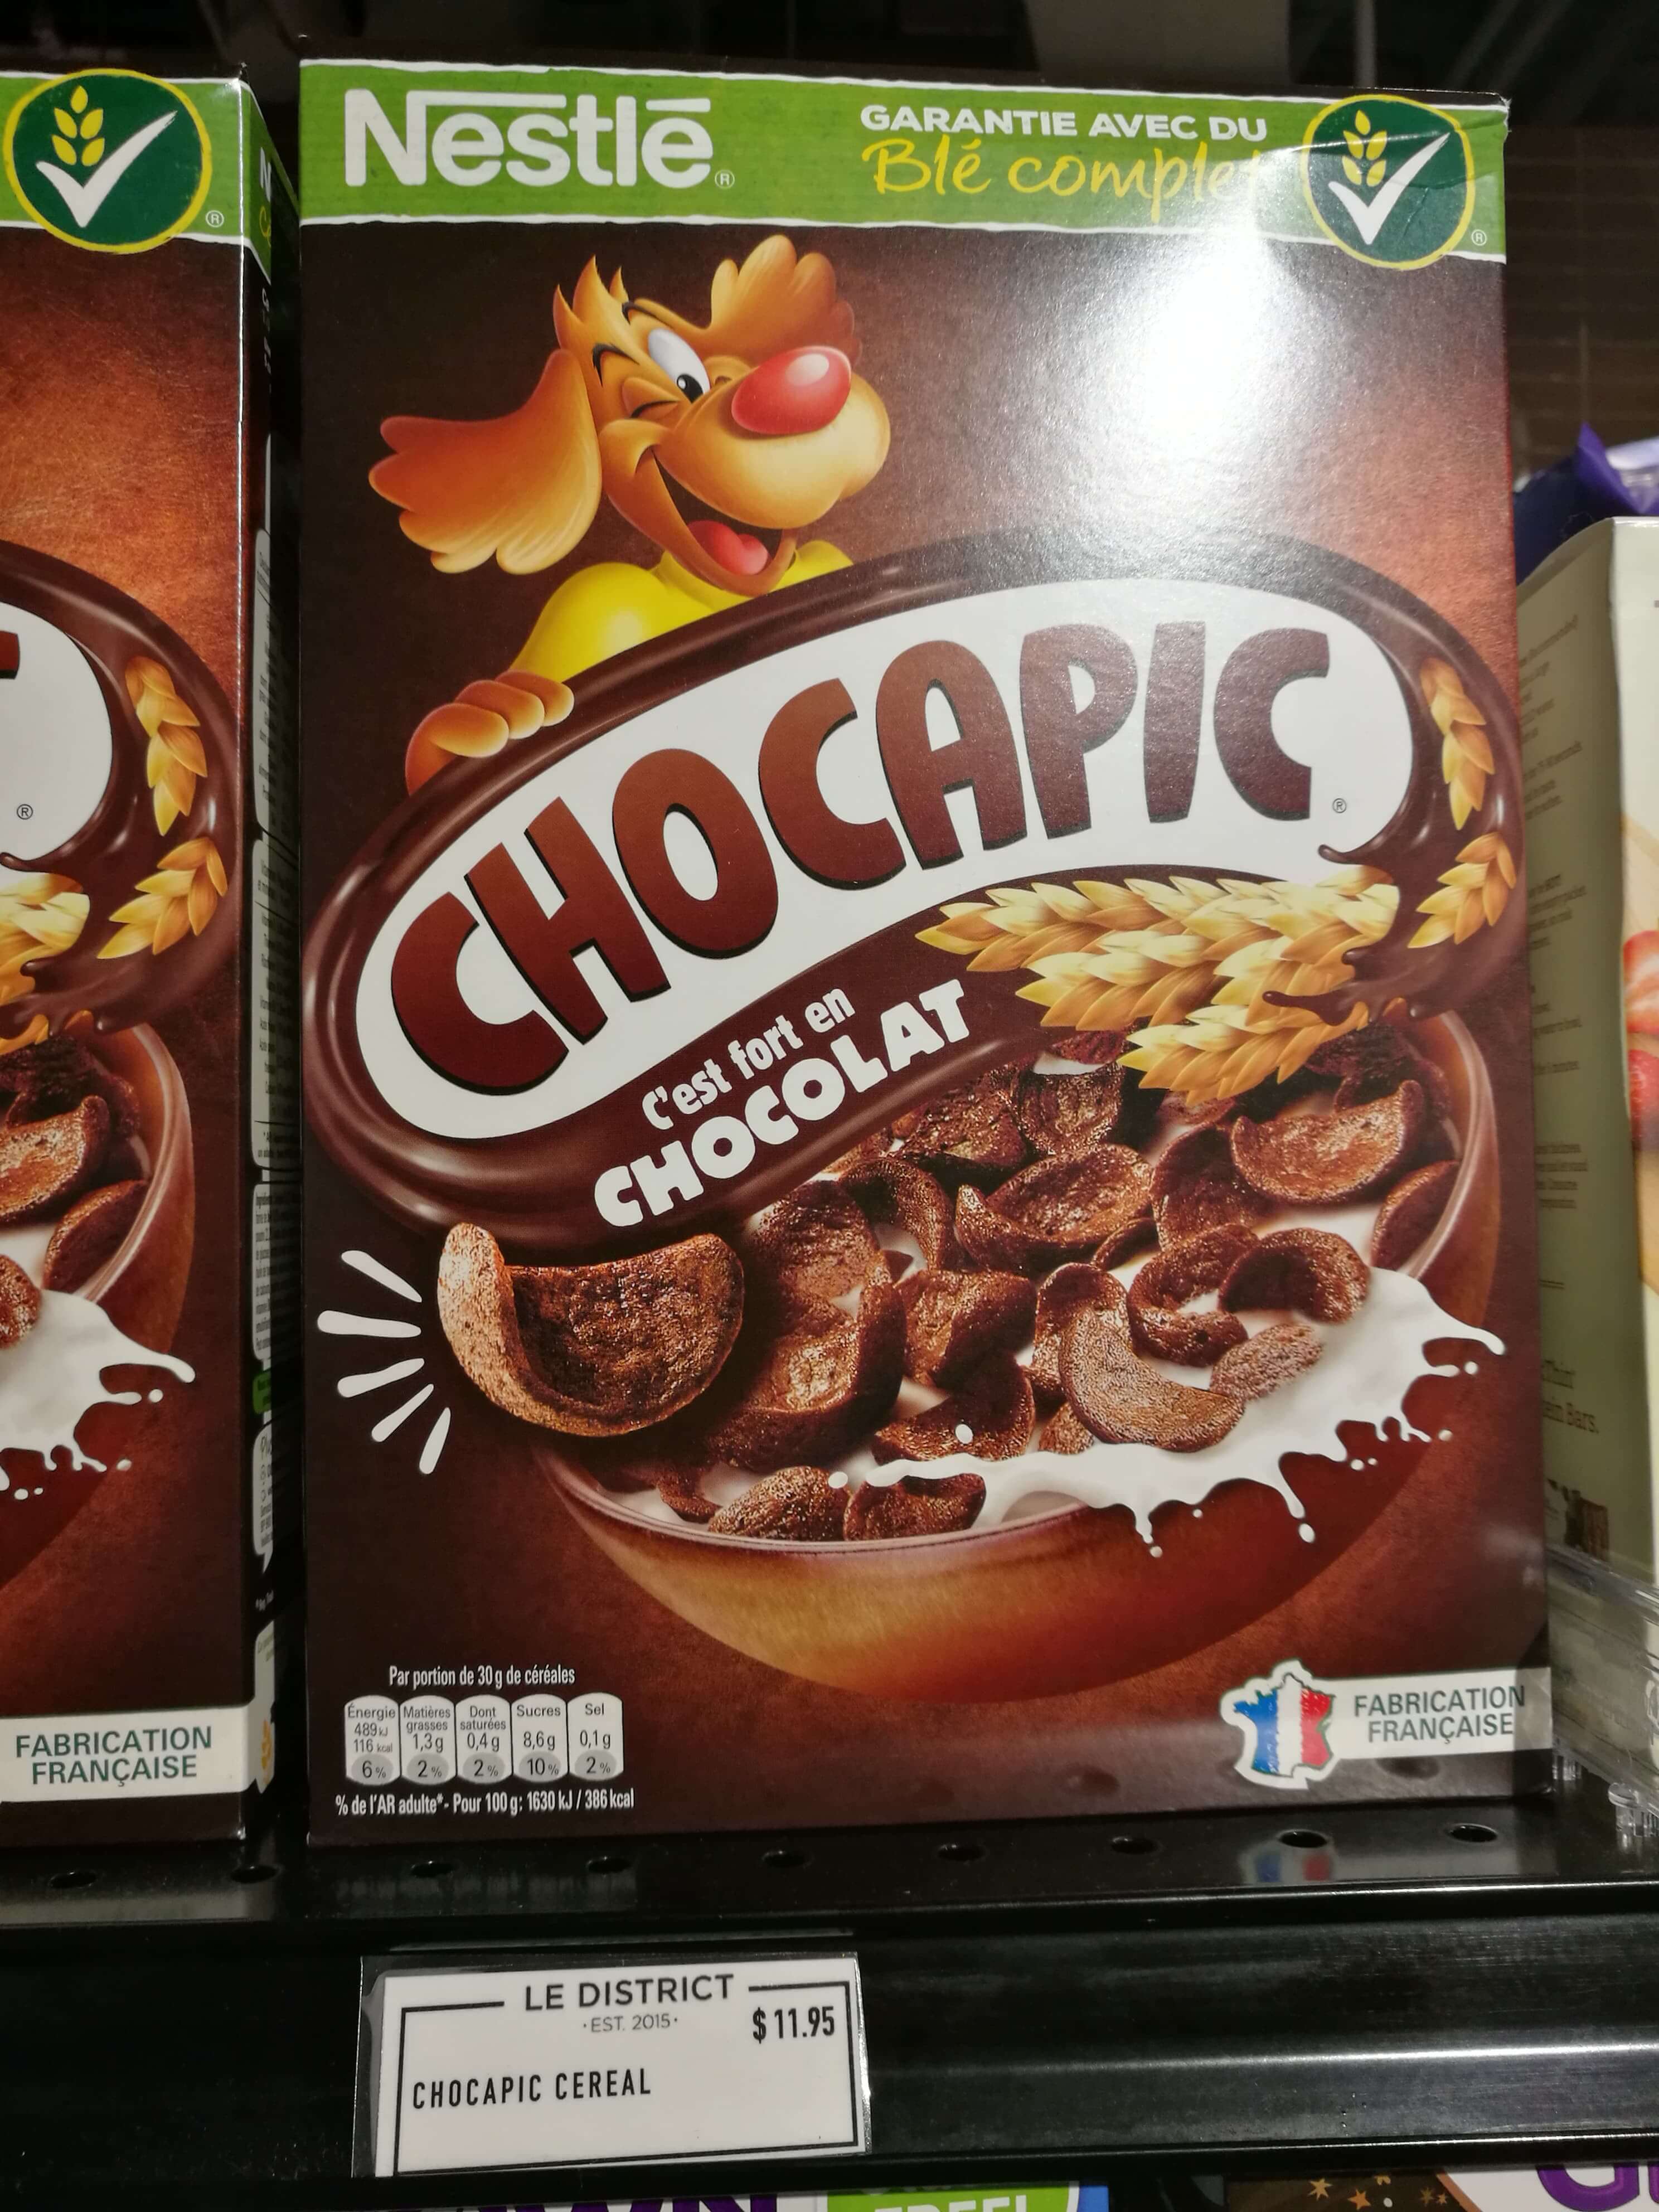 Nestlé®
GARANTIE AVEC DU
Blé complet
®
®
CHOCAPIC®
C'est fort en
CHOCOLAT
®
Par portion de 30 g de céréales
Énergie 489 kJ 116 kcal 6%
Matières grasses 1,3 g 2%
Dont saturées 0,4 g 2%
Sucres 8,6 g 10%
Sel 0,1 g 2%
% de l'AR adulte* - Pour 100 g : 1630 kJ / 386 kcal
FABRICATION
FRANÇAISE
FABRICATION
FRANÇAISE
LE DISTRICT
·EST. 2015·
$ 11.95
CHOCAPIC CEREAL